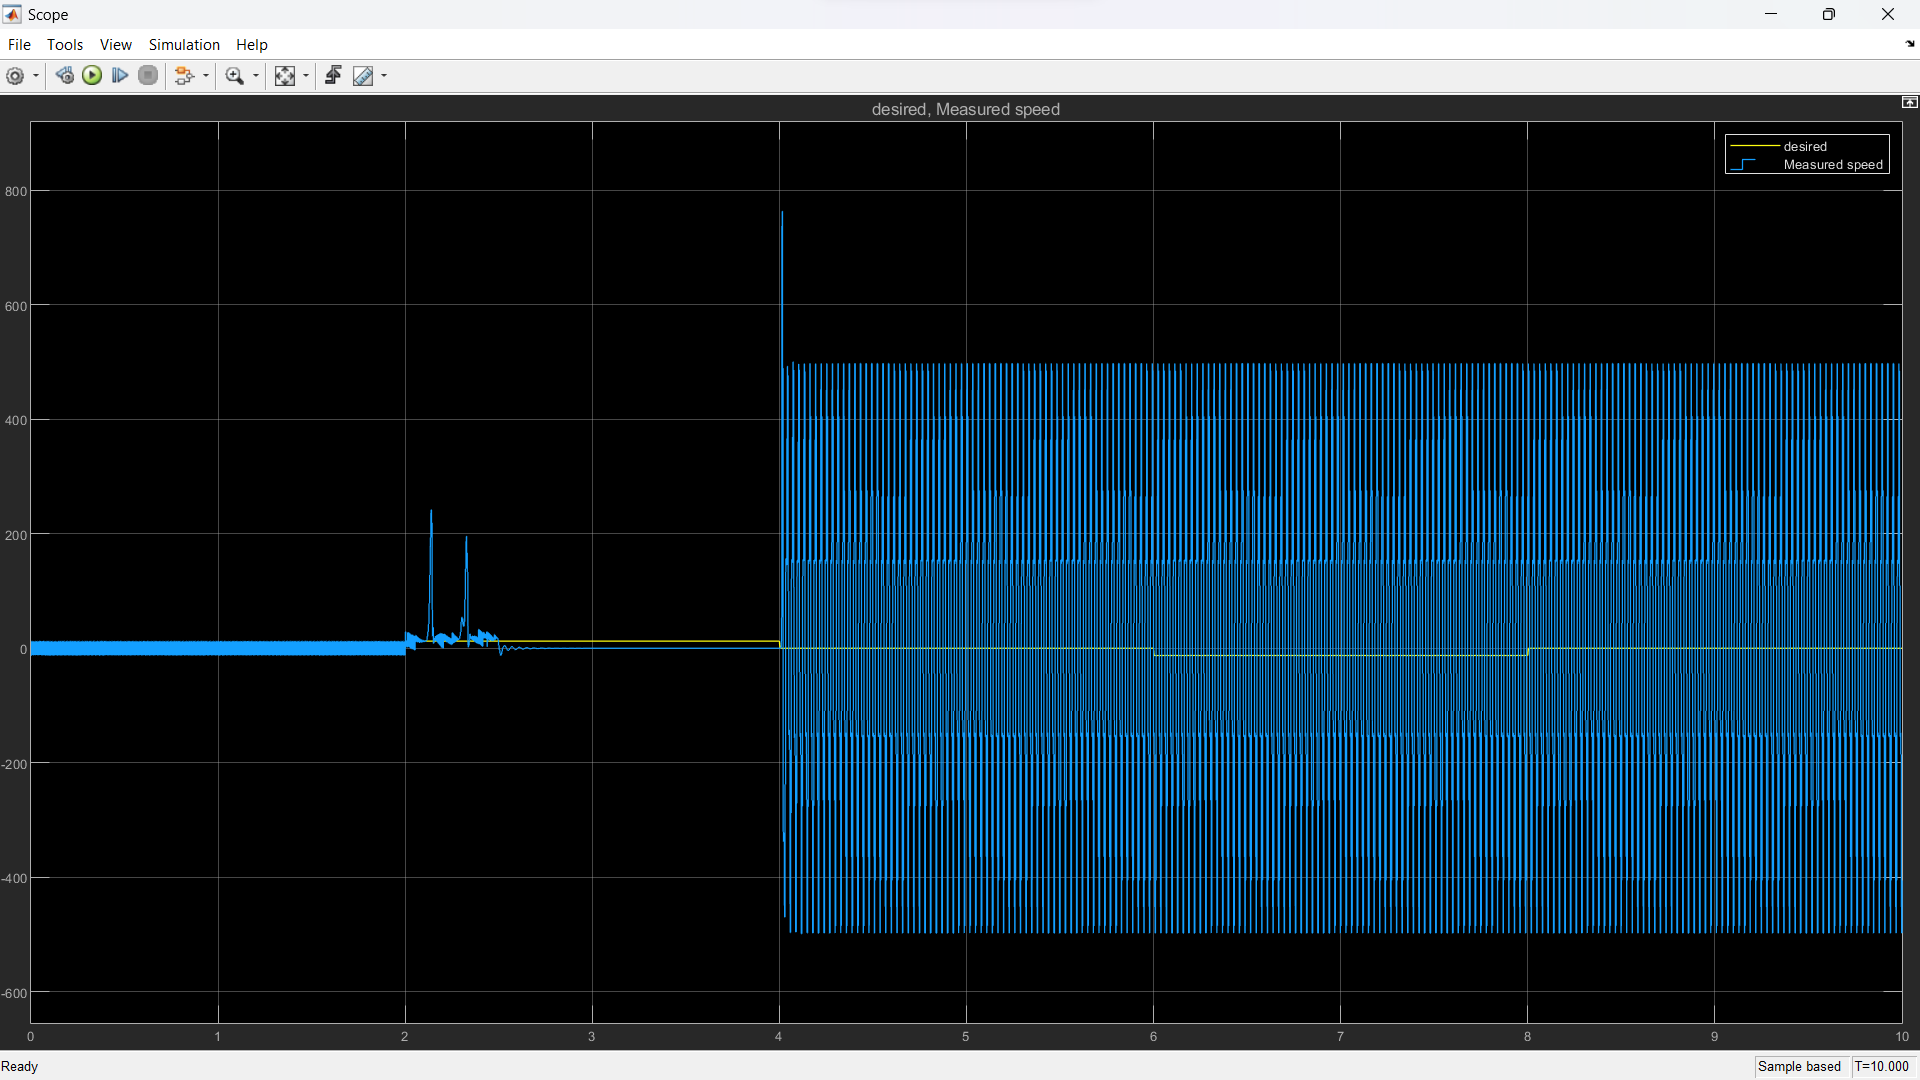 Scope
File Tools View Simulation Help
desired, Measured speed
desired
Measured speed
800
600
400
200
0
-200
-400
-600
0 1 2 3 4 5 6 7 8 9 10
Ready
Sample based T=10.000